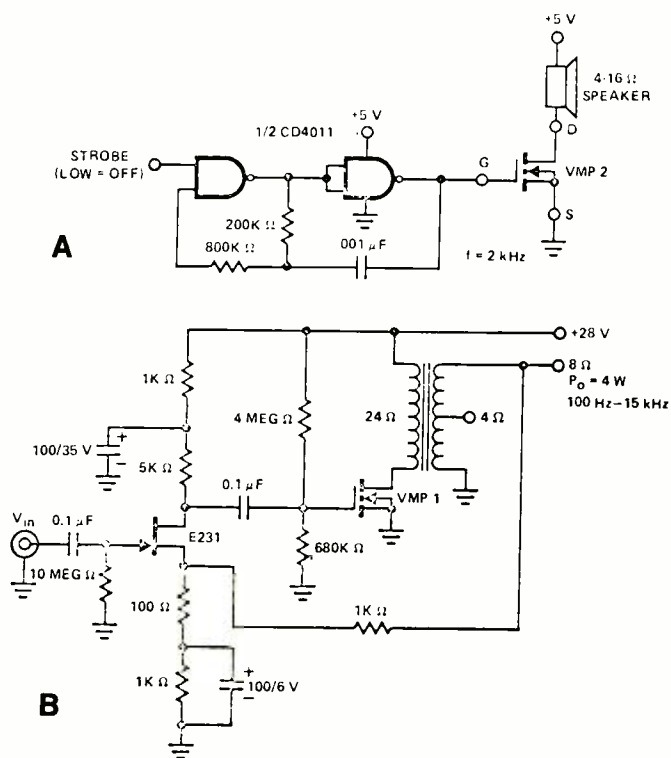 +5 V
4-16 Ω
SPEAKER
+5 V
1/2 CD4011
D
STROBE
(LOW = OFF)
G
VMP 2
200K Ω
S
A
800K Ω
001 µF
f = 2 kHz
+28 V
1K Ω
8 Ω
P₀ = 4 W
100 Hz–15 kHz
4 MEG Ω
24 Ω
4 Ω
100/35 V
+
–
5K Ω
0.1 µF
VMP 1
Vin
0.1 µF
E231
680K Ω
10 MEG Ω
100 Ω
1K Ω
+
1K Ω
100/6 V
–
B